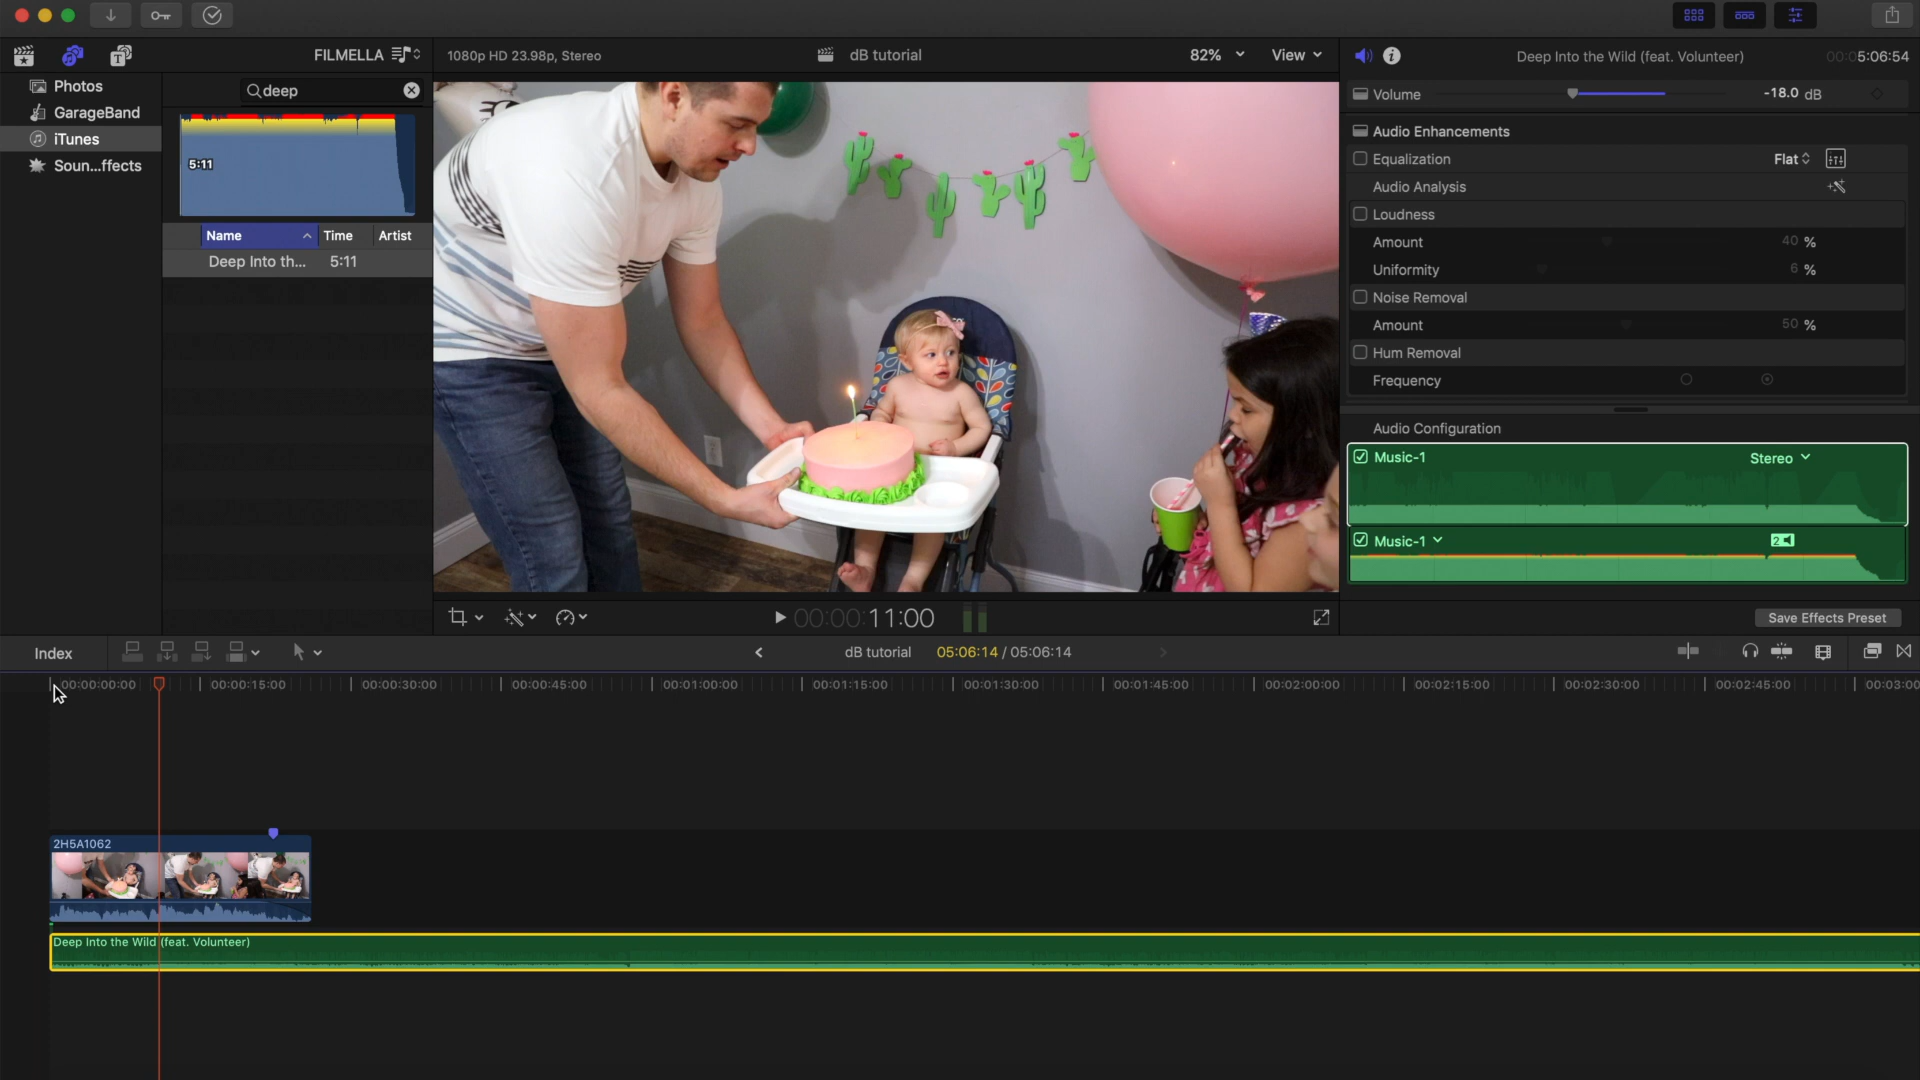 FILMELLA
1080p HD 23.98p, Stereo
dB tutorial
82%
View
Deep Into the Wild (feat. Volunteer)
00:05:06:54
Photos
GarageBand
iTunes
Soun...ffects
deep
5:11
Name
Time
Artist
Deep Into th...
5:11
Volume
-18.0 dB
Audio Enhancements
Equalization
Flat
Audio Analysis
Loudness
Amount
40 %
Uniformity
6 %
Noise Removal
Amount
50 %
Hum Removal
Frequency
Audio Configuration
Music-1
Stereo
Music-1
2
00:00:11:00
Save Effects Preset
Index
dB tutorial
05:06:14 / 05:06:14
00:00:00:00
00:00:15:00
00:00:30:00
00:00:45:00
00:01:00:00
00:01:15:00
00:01:30:00
00:01:45:00
00:02:00:00
00:02:15:00
00:02:30:00
00:02:45:00
00:03:00
2H5A1062
Deep Into the Wild (feat. Volunteer)